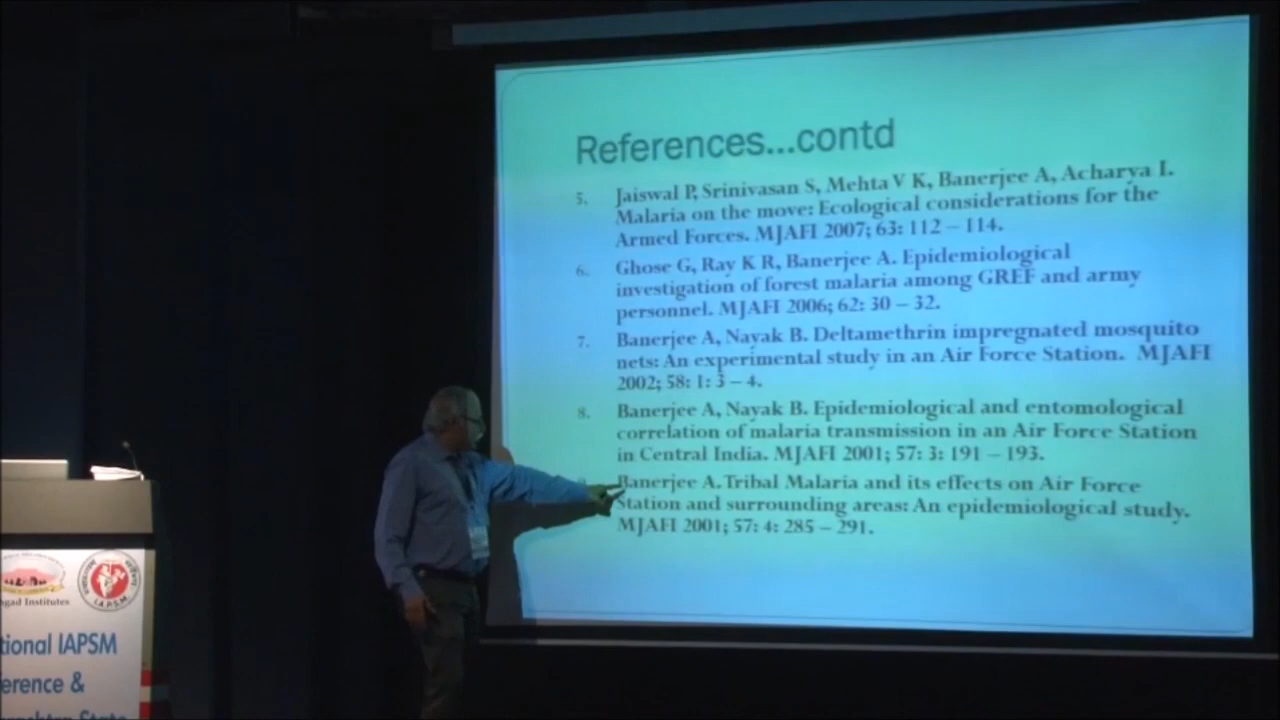 References...contd
5. Jaiswal P, Srinivasan S, Mehta V K, Banerjee A, Acharya I.
Malaria on the move: Ecological considerations for the
Armed Forces. MJAFI 2007; 63: 112 – 114.
6. Ghose G, Ray K R, Banerjee A. Epidemiological
investigation of forest malaria among GREF and army
personnel. MJAFI 2006; 62: 30 – 32.
7. Banerjee A, Nayak B. Deltamethrin impregnated mosquito
nets: An experimental study in an Air Force Station. MJAFI
2002; 58: 1: 3 – 4.
8. Banerjee A, Nayak B. Epidemiological and entomological
correlation of malaria transmission in an Air Force Station
in Central India. MJAFI 2001; 57: 3: 191 – 193.
Banerjee A. Tribal Malaria and its effects on Air Force
Station and surrounding areas: An epidemiological study.
MJAFI 2001; 57: 4: 285 – 291.
gad Institutes
I.A.P.S.M
tional IAPSM
erence &
State